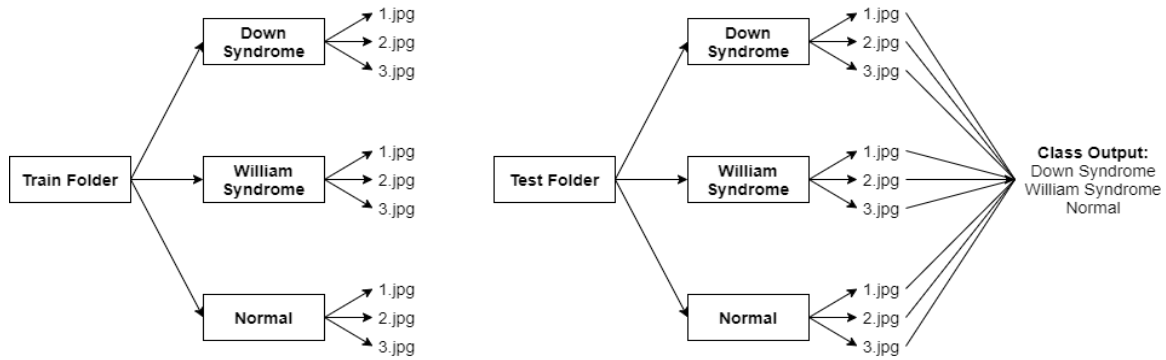 Train Folder
Down
Syndrome
1.jpg
2.jpg
3.jpg
William
Syndrome
1.jpg
2.jpg
3.jpg
Normal
1.jpg
2.jpg
3.jpg
Test Folder
Down
Syndrome
1.jpg
2.jpg
3.jpg
William
Syndrome
1.jpg
2.jpg
3.jpg
Normal
1.jpg
2.jpg
3.jpg
Class Output:
Down Syndrome
William Syndrome
Normal